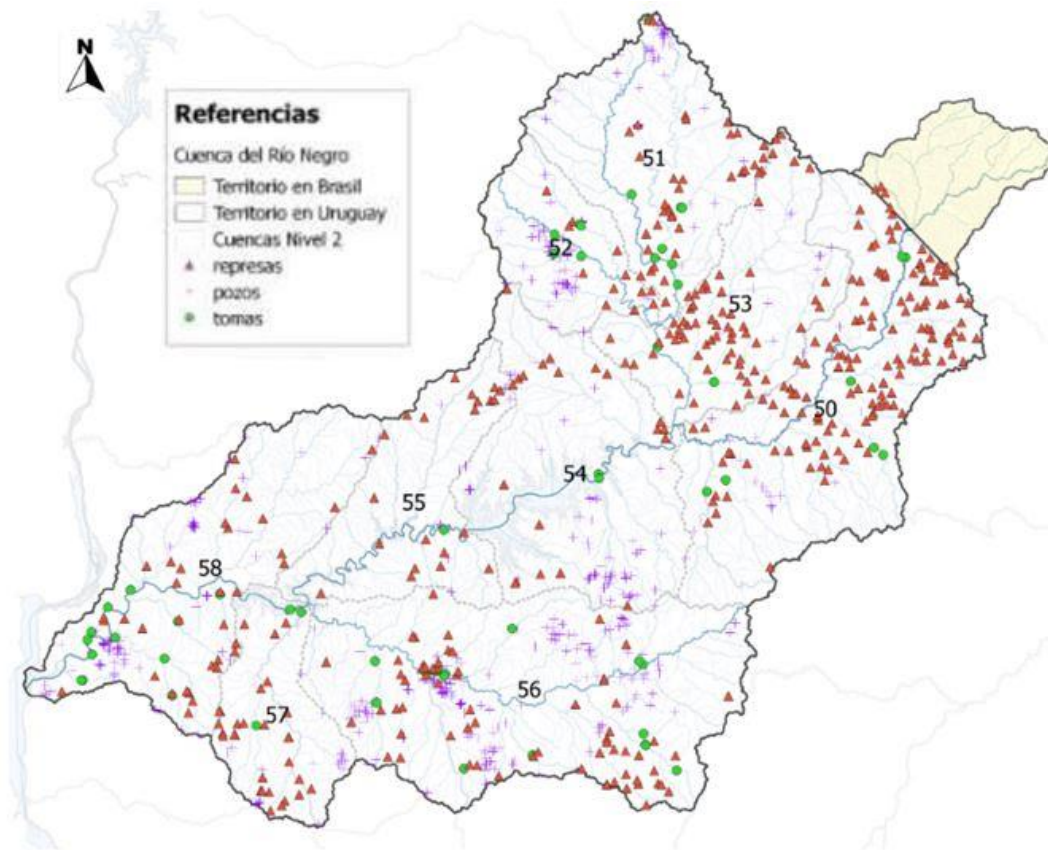 N
Referencias
Cuenca del Río Negro
Territorio en Brasil
Territorio en Uruguay
Cuencas Nivel 2
represas
pozos
tomas
51
52
53
50
54
55
58
56
57